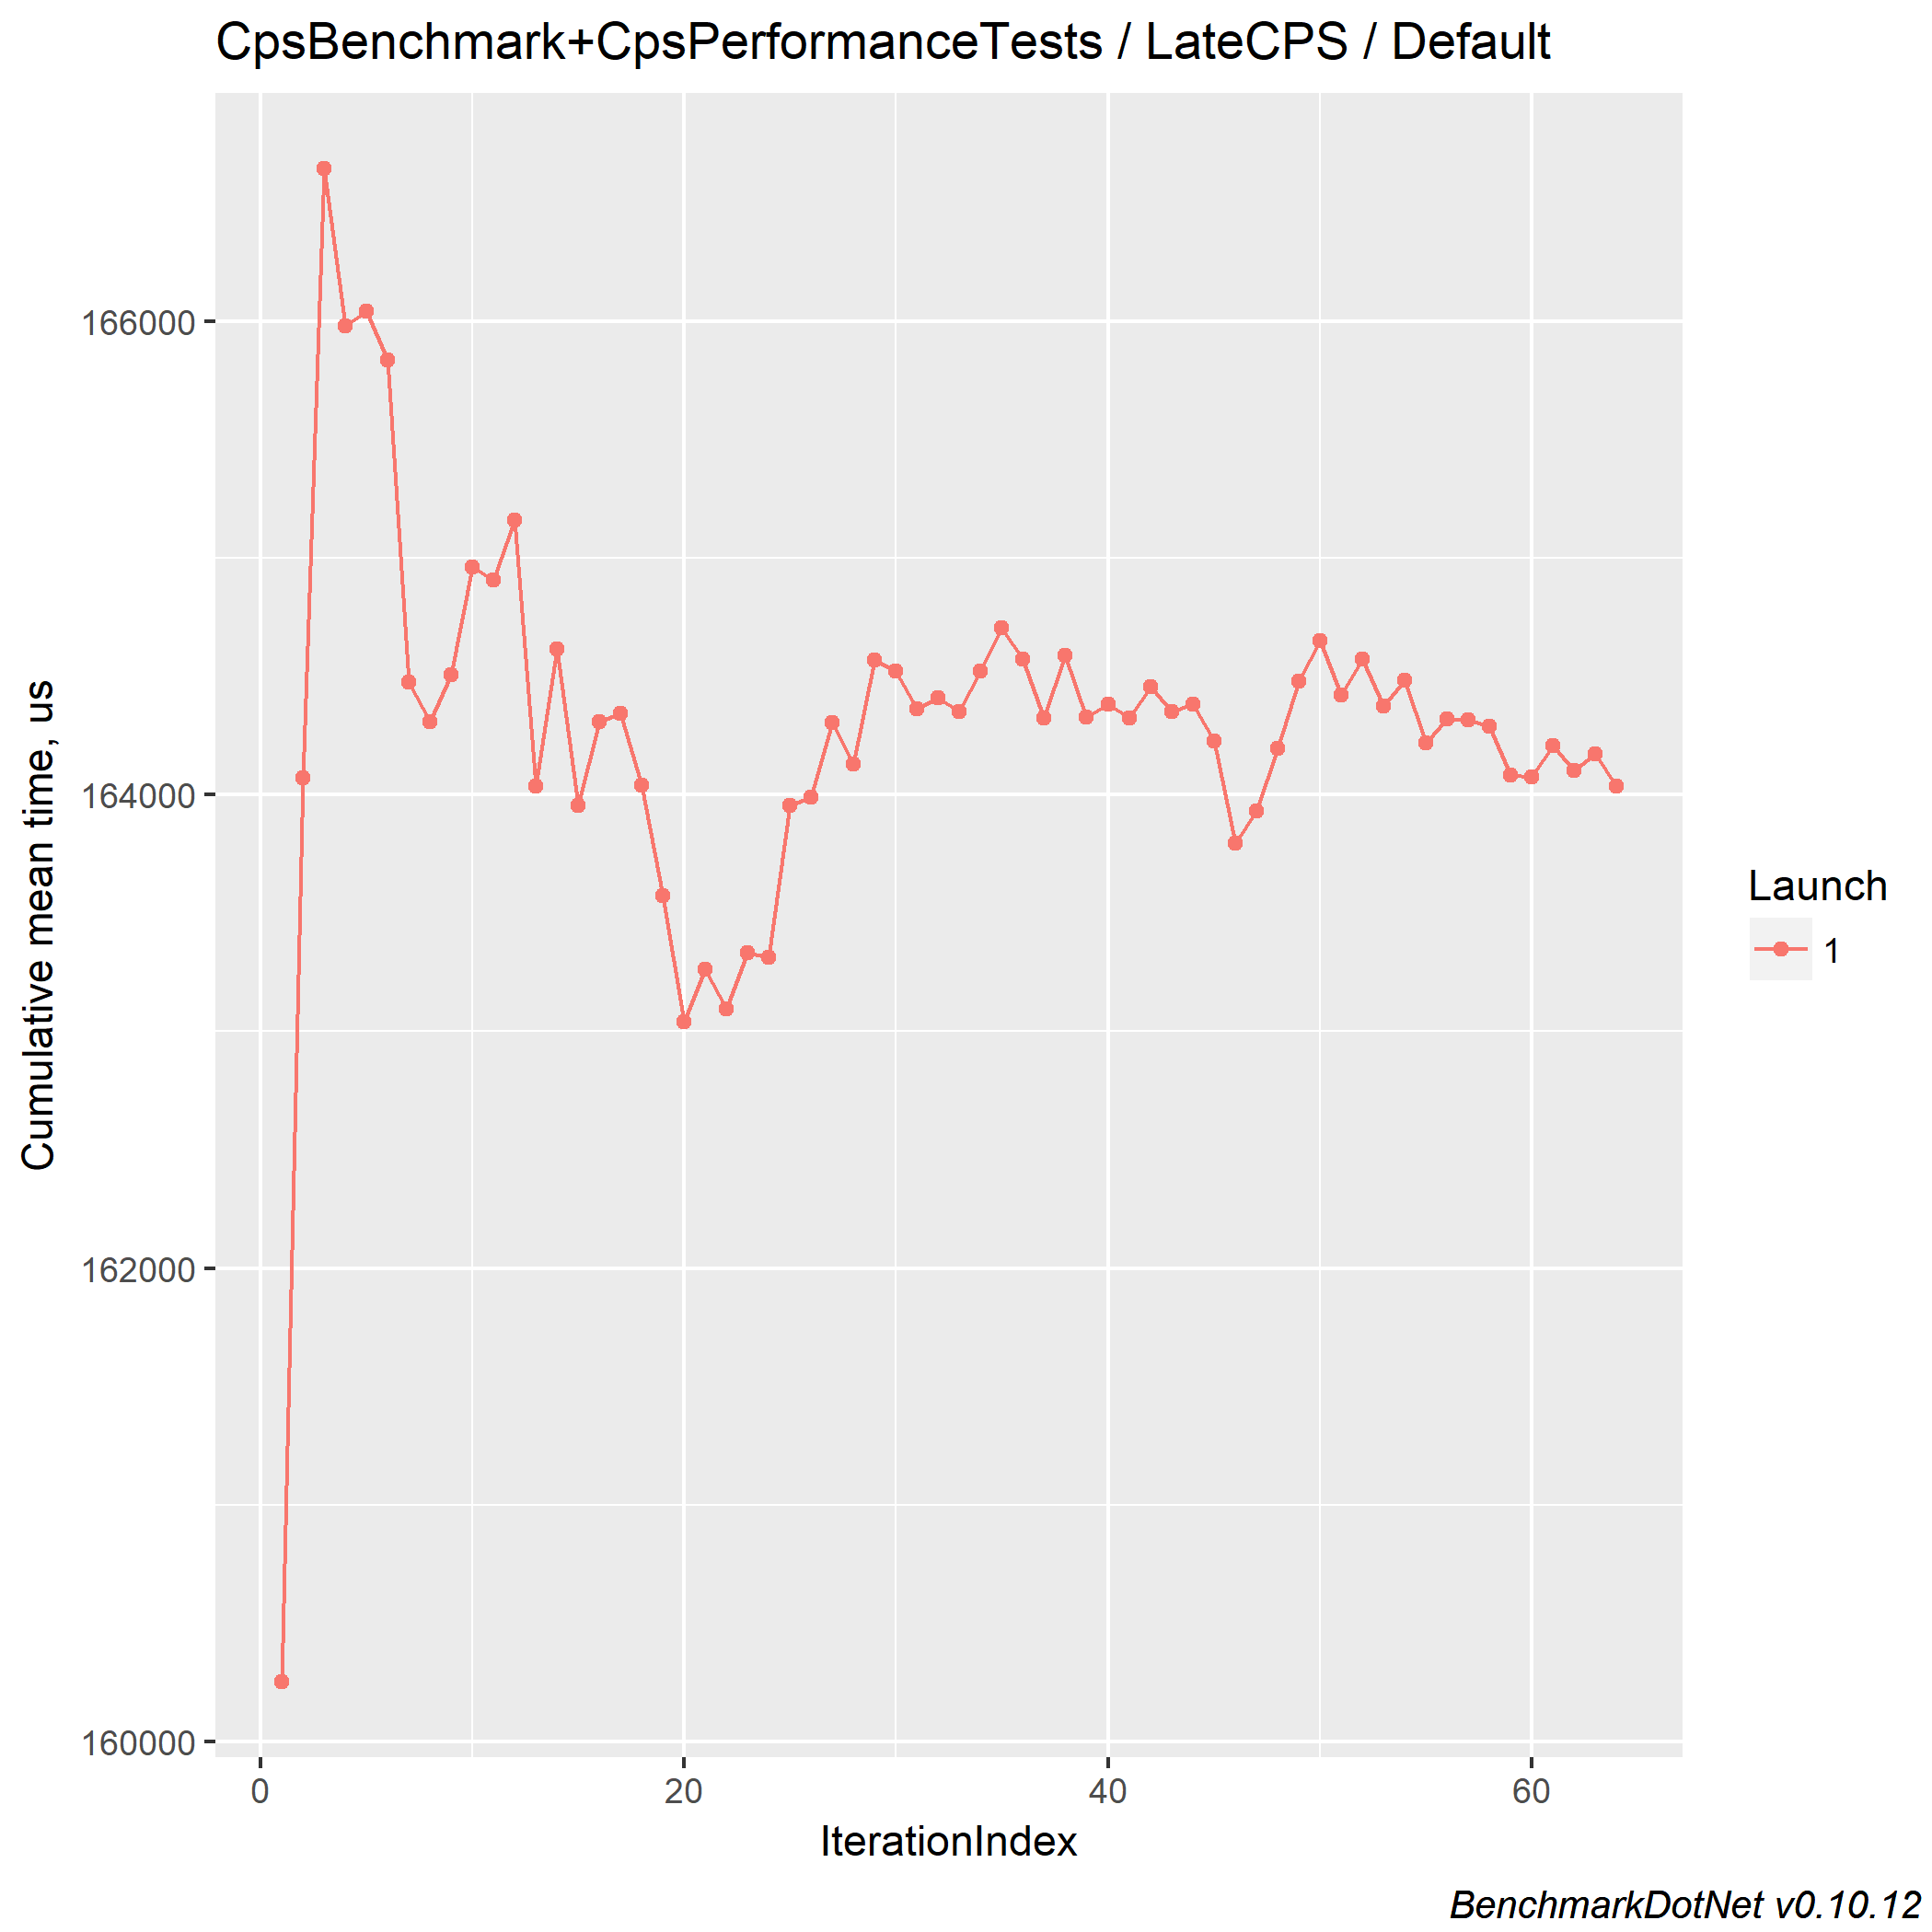 CpsBenchmark+CpsPerformanceTests / LateCPS / Default
Cumulative mean time, us
166000
164000
162000
160000
0
20
40
60
IterationIndex
Launch
1
BenchmarkDotNet v0.10.12